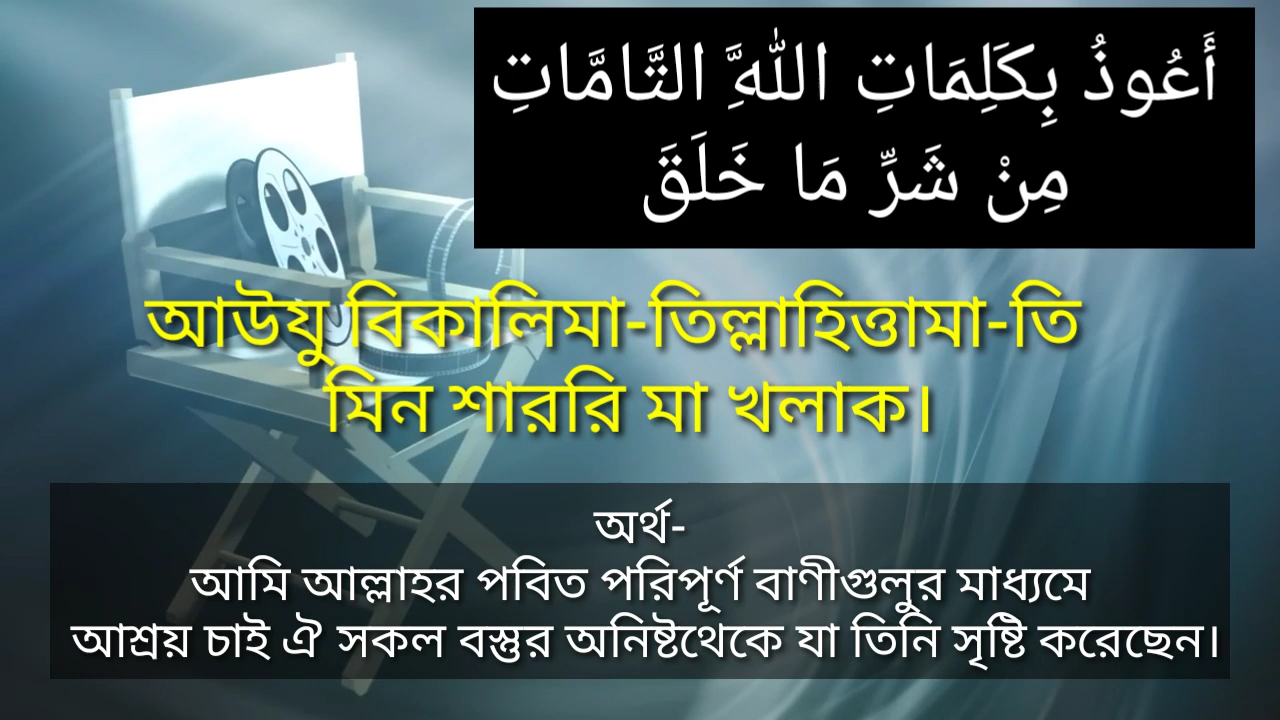 أَعُوذُ بِكَلِمَاتِ اللهَِّ التَّامَّاتِ
مِنْ شَرِّ مَا خَلَقَ
আউযু বিকালিমা-তিল্লাহিত্তামা-তি
মিন শাররি মা খলাক।
অর্থ-
আমি আল্লাহর পবিত পরিপূর্ণ বাণীগুলুর মাধ্যমে
আশ্রয় চাই ঐ সকল বস্তুর অনিষ্টথেকে যা তিনি সৃষ্টি করেছেন।